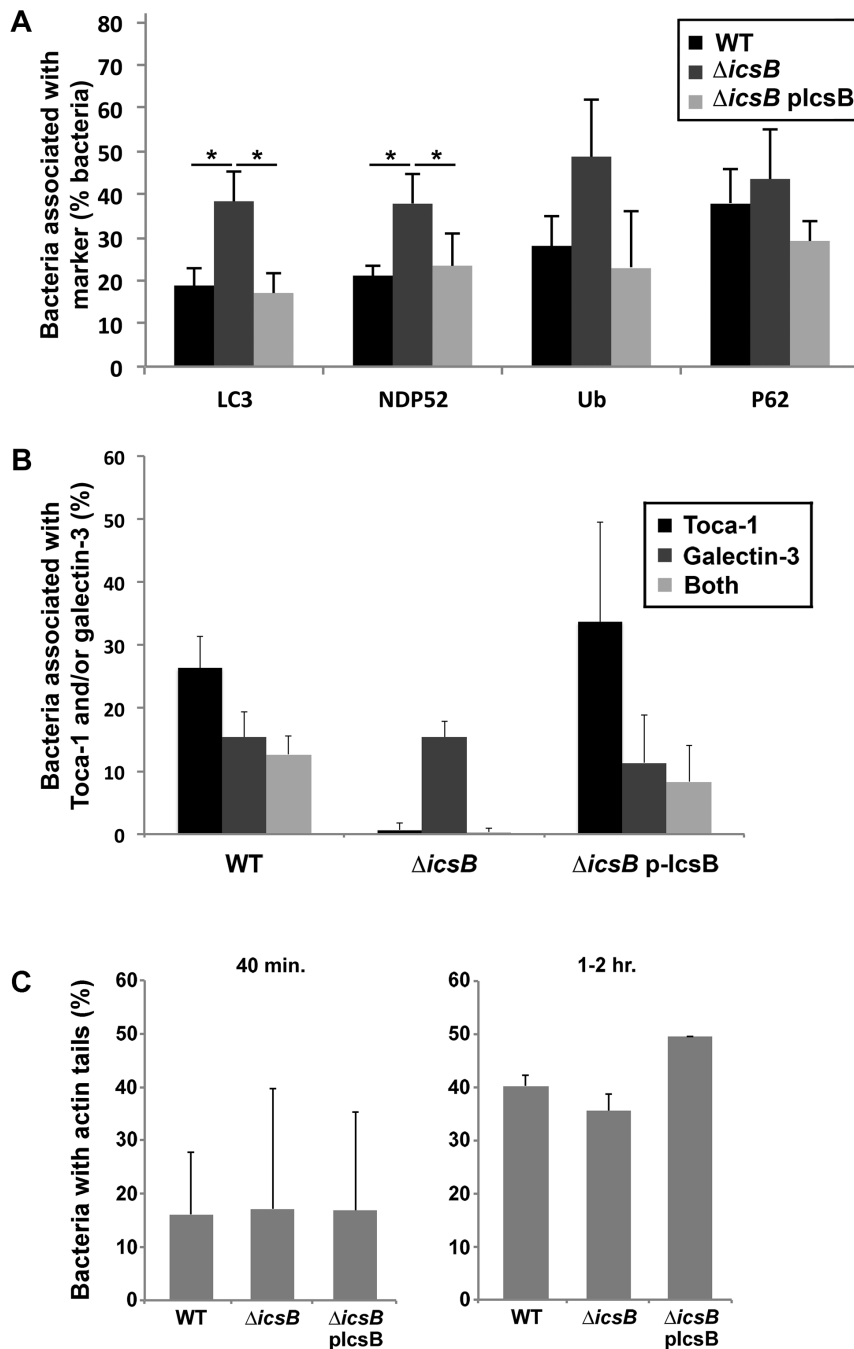 A
Bacteria associated with
marker (% bacteria)
80
70
60
50
40
30
20
10
0
WT
ΔicsB
ΔicsB pIcsB
* *
* *
LC3
NDP52
Ub
P62
B
Bacteria associated with
Toca-1 and/or galectin-3 (%)
60
50
40
30
20
10
0
Toca-1
Galectin-3
Both
WT
ΔicsB
ΔicsB p-IcsB
C
Bacteria with actin tails (%)
40 min.
60
50
40
30
20
10
0
WT
ΔicsB
ΔicsB
pIcsB
1-2 hr.
60
50
40
30
20
10
0
WT
ΔicsB
ΔicsB
pIcsB